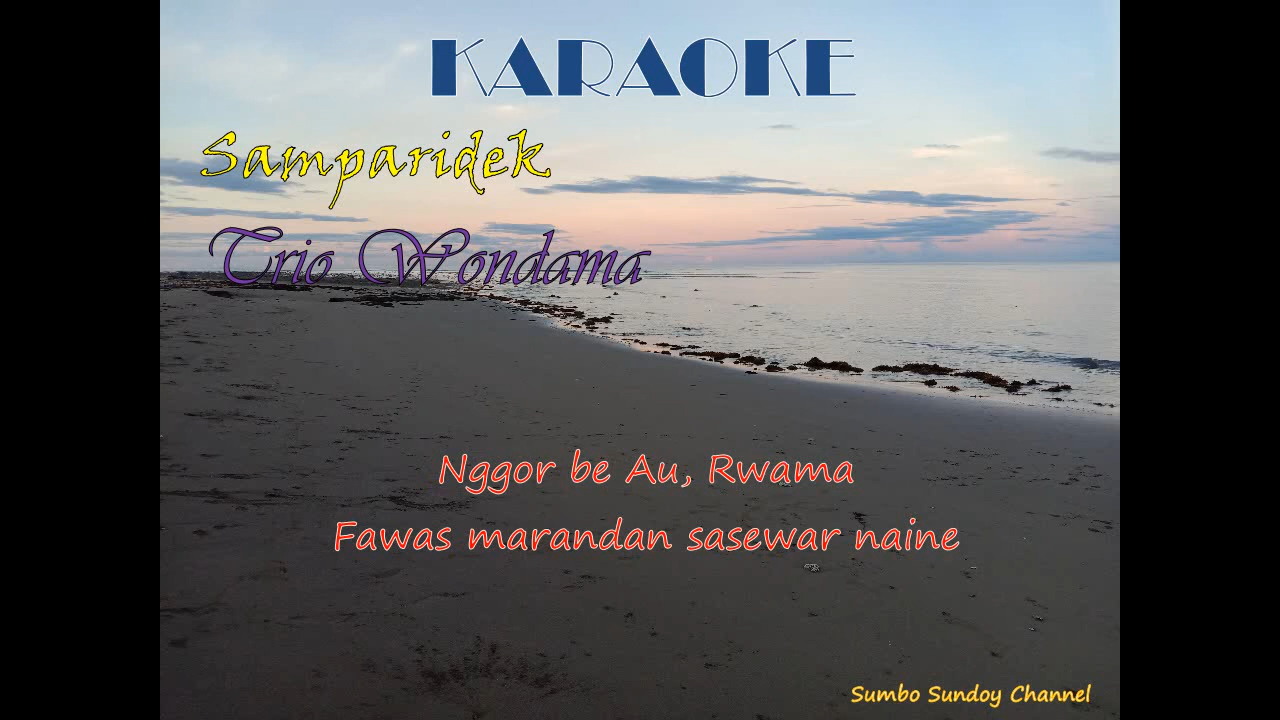 KARAOKE
Samparidek
Trio Wondama
Nggor be Au, Rwama
Fawas marandan sasewar naine
Sumbo Sundoy Channel